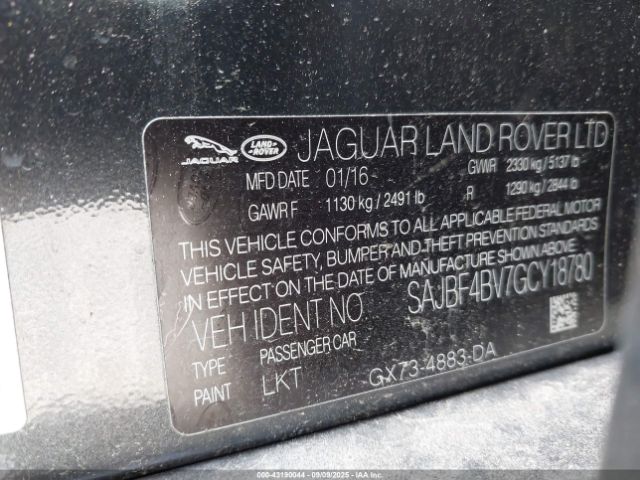 JAGUAR LAND- -ROVER JAGUAR LAND ROVER LTD
MFD DATE 01/16 GVWR 2330 kg / 5137 lb
GAWR F 1130 kg / 2491 lb R 1290 kg / 2844 lb
THIS VEHICLE CONFORMS TO ALL APPLICABLE FEDERAL MOTOR
VEHICLE SAFETY, BUMPER AND THEFT PREVENTION STANDARDS
IN EFFECT ON THE DATE OF MANUFACTURE SHOWN ABOVE.
VEH IDENT NO. SAJBF4BV7GCY18780
TYPE PASSENGER CAR
PAINT LKT GX73-4883-DA
000-43190044 - 09/09/2025 - IAAI.COM